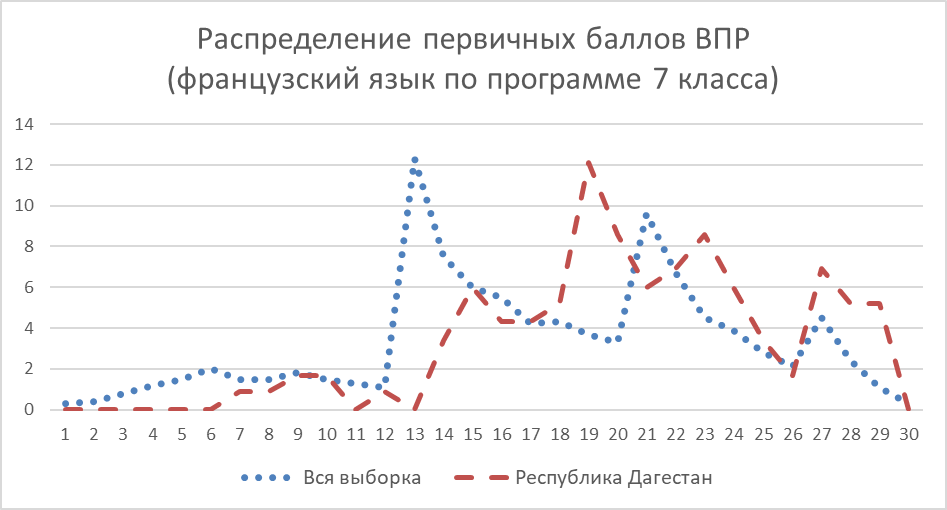 Распределение первичных баллов ВПР
(французский язык по программе 7 класса)
14
12
10
8
6
4
2
0
1 2 3 4 5 6 7 8 9 10 11 12 13 14 15 16 17 18 19 20 21 22 23 24 25 26 27 28 29 30
Вся выборка Республика Дагестан